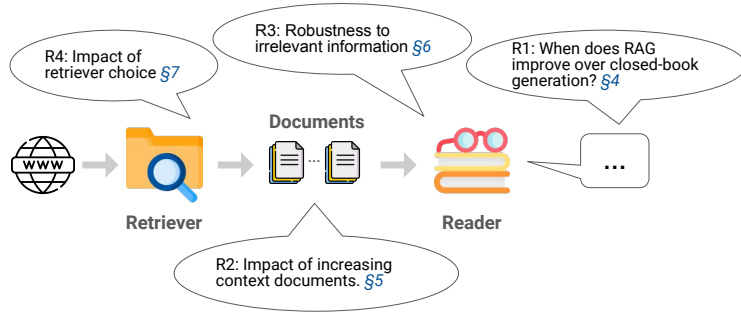 R3: Robustness to
irrelevant information §6
R4: Impact of
retriever choice §7
R1: When does RAG
improve over closed-book
generation? §4
Documents
WWW
...
...
Retriever
Reader
R2: Impact of increasing
context documents. §5